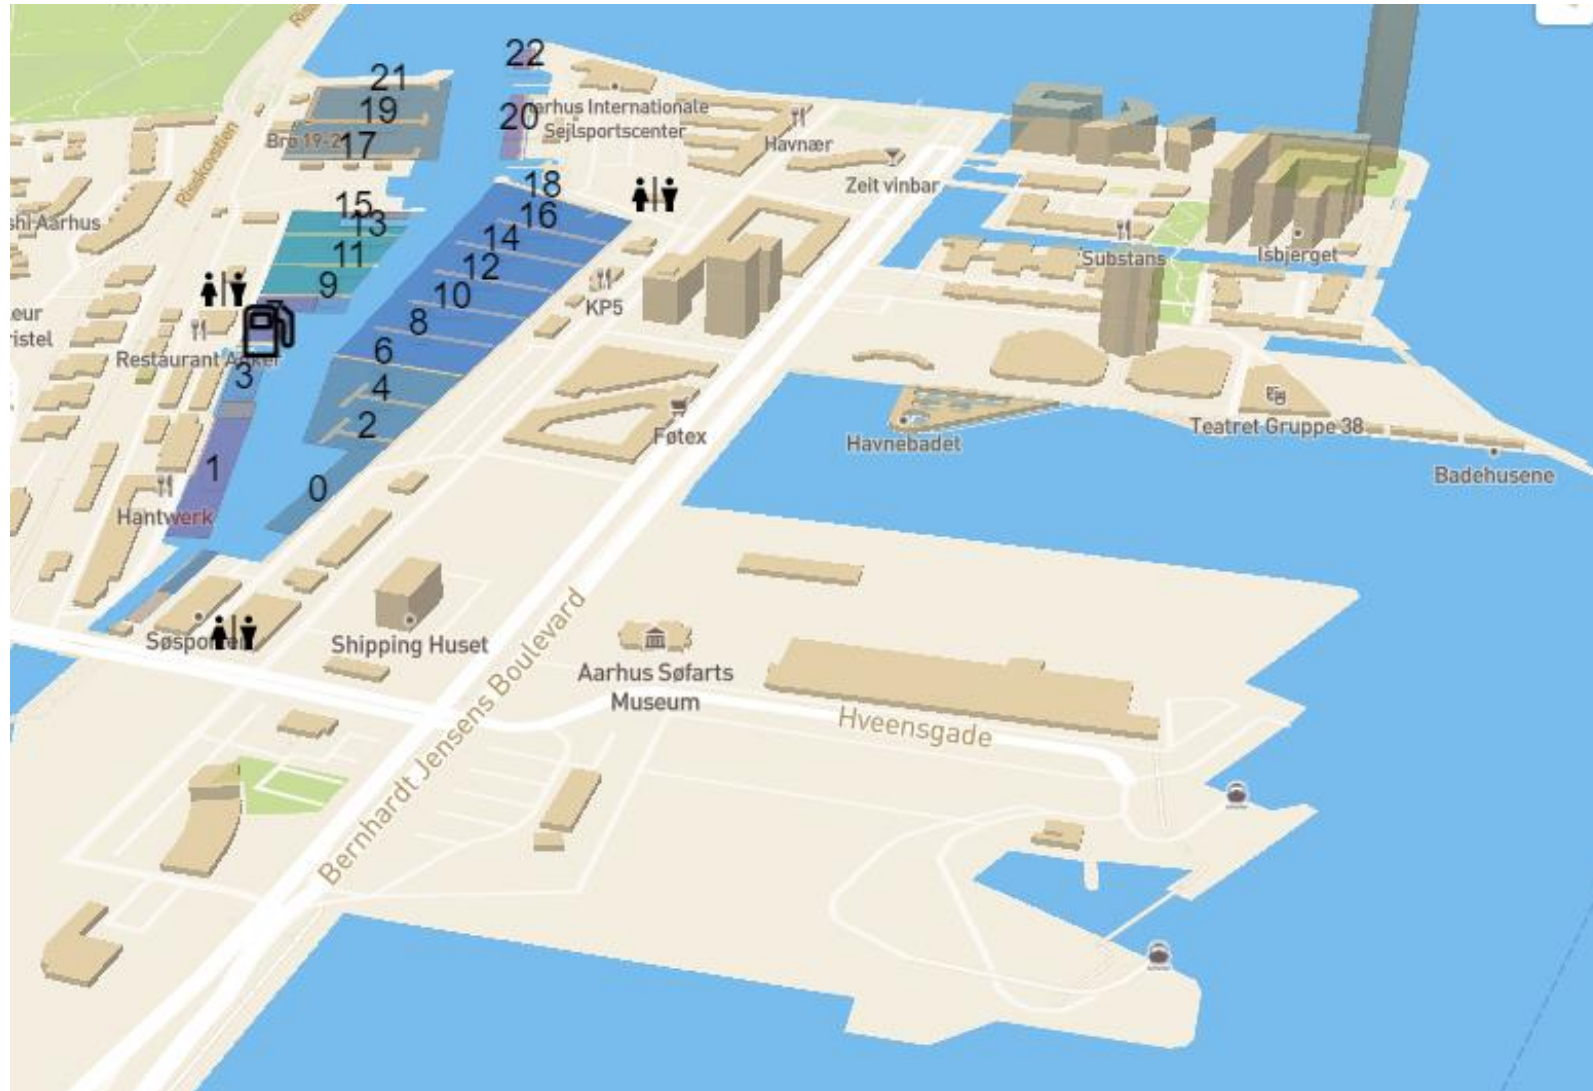 22
21
19
20
Aarhus Internationale
Sejlsportscenter
Havnær
Bro 19-2
17
Risskovstien
Zeit vinbar
18
15
16
13
14
11
12
Substans
Isbjerget
9
10
KP5
8
Restaurant
6
3
4
2
Føtex
Havnebadet
Teatret Gruppe 38
Badehusene
1
0
Hantwerk
Shipping Huset
Aarhus Søfarts
Museum
Bernhardt Jensens Boulevard
Hveensgade